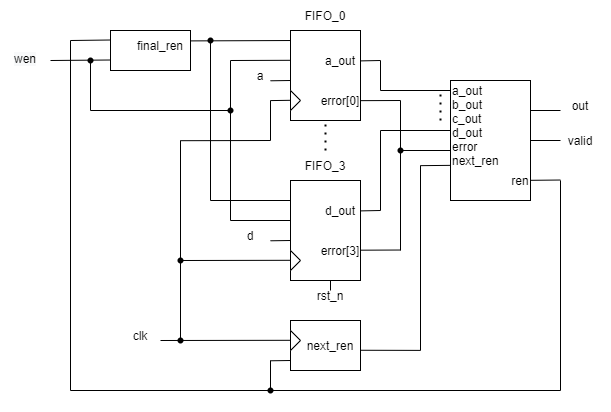 FIFO_0
final_ren
wen
a_out
a
error[0]
a_out
b_out
c_out
d_out
error
next_ren
ren
out
valid
FIFO_3
d_out
d
error[3]
rst_n
clk
next_ren